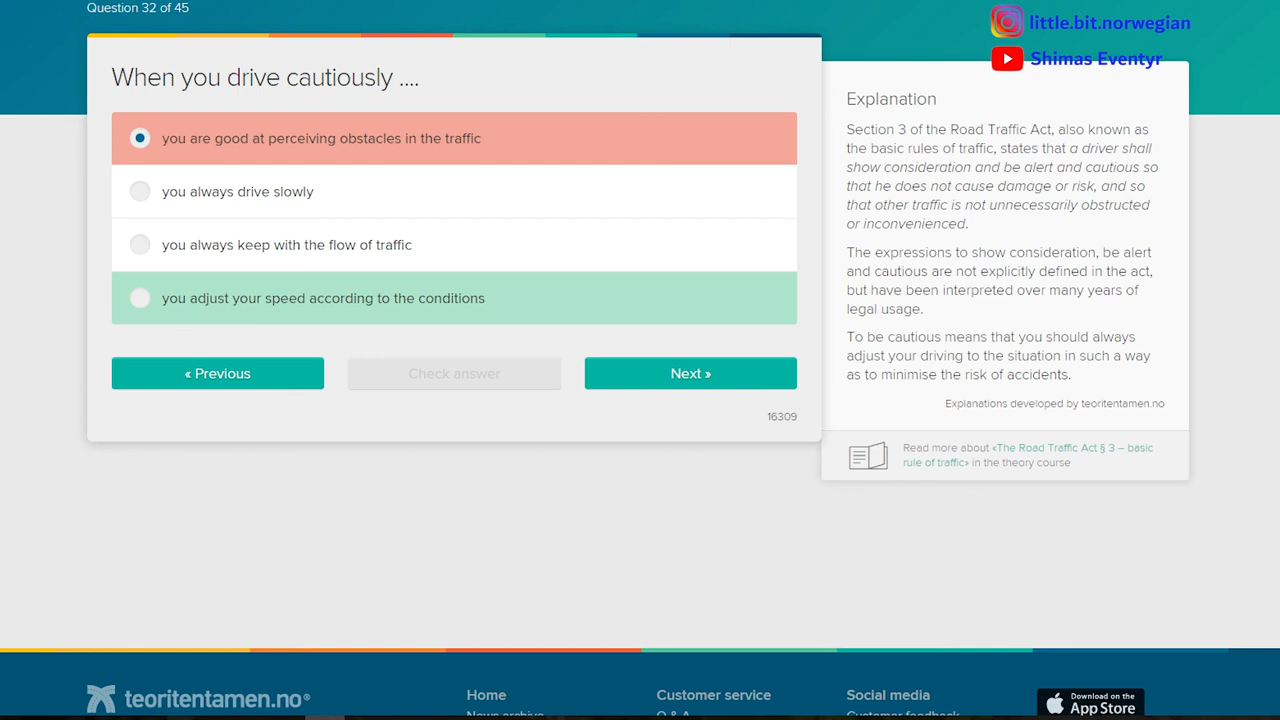 Question 32 of 45
little.bit.norwegian
Shimas Eventyr
When you drive cautiously ....
you are good at perceiving obstacles in the traffic
you always drive slowly
you always keep with the flow of traffic
you adjust your speed according to the conditions
« Previous
Check answer
Next »
16309
Explanation
Section 3 of the Road Traffic Act, also known as
the basic rules of traffic, states that a driver shall
show consideration and be alert and cautious so
that he does not cause damage or risk, and so
that other traffic is not unnecessarily obstructed
or inconvenienced.
The expressions to show consideration, be alert
and cautious are not explicitly defined in the act,
but have been interpreted over many years of
legal usage.
To be cautious means that you should always
adjust your driving to the situation in such a way
as to minimise the risk of accidents.
Explanations developed by teoritentamen.no
Read more about «The Road Traffic Act § 3 – basic
rule of traffic» in the theory course
teoritentamen.no®
Home
News archive
Customer service
Q & A
Social media
Customer feedback
Download on the
App Store